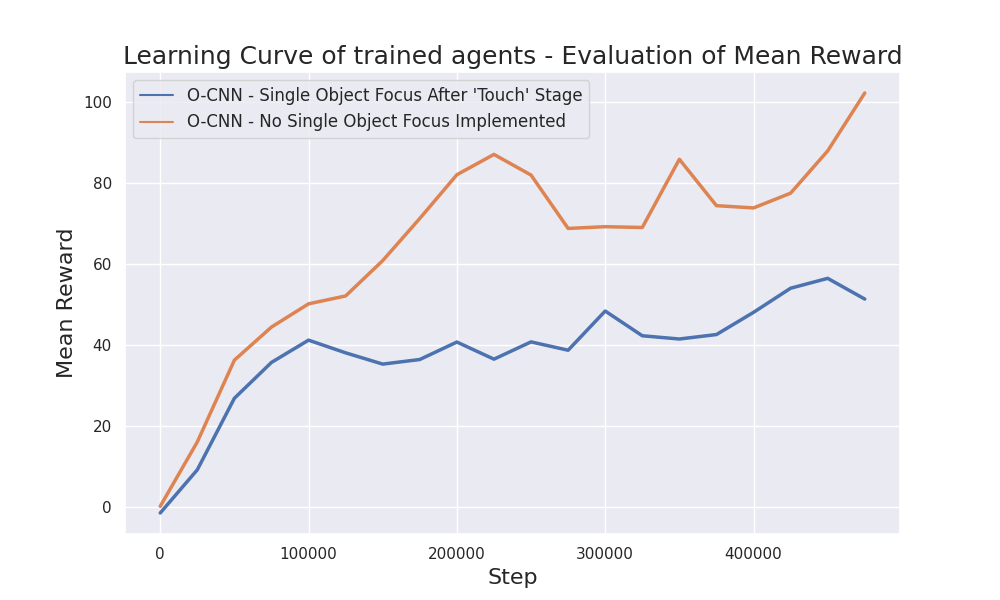 Learning Curve of trained agents - Evaluation of Mean Reward
O-CNN - Single Object Focus After 'Touch' Stage
O-CNN - No Single Object Focus Implemented
100
80
60
40
20
0
Mean Reward
0 100000 200000 300000 400000
Step